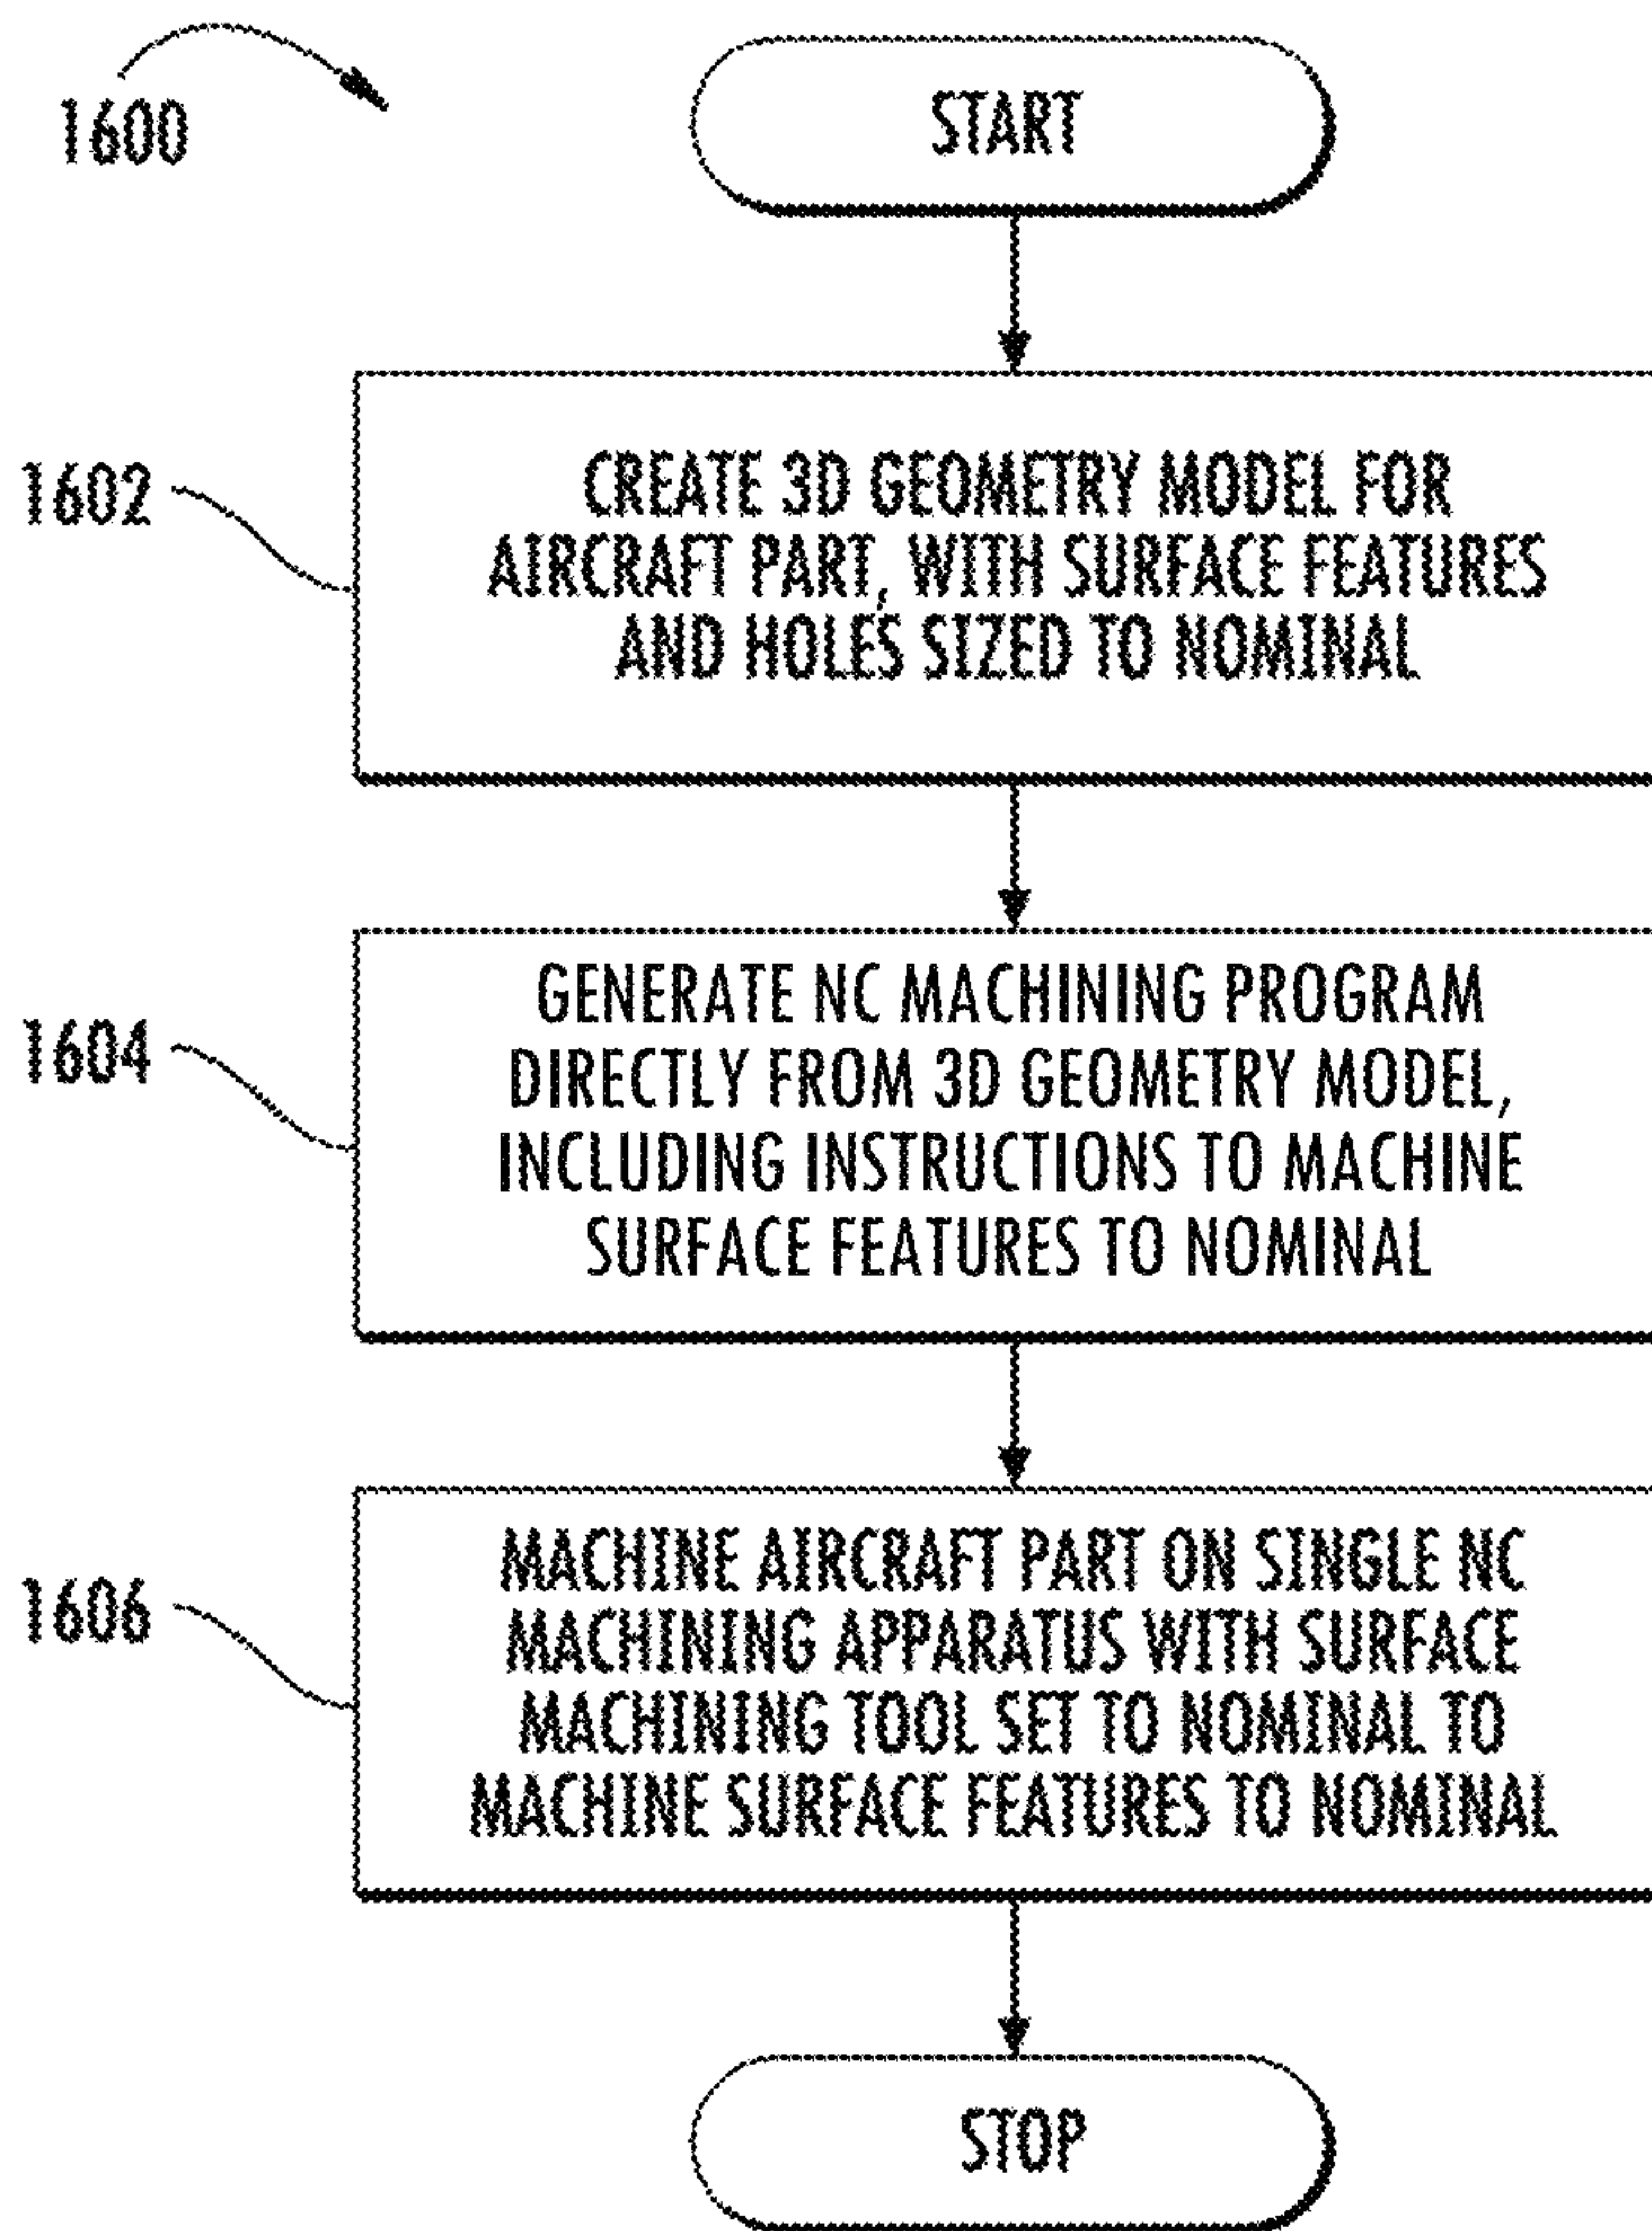 1600
START
1602
CREATE 3D GEOMETRY MODEL FOR
AIRCRAFT PART, WITH SURFACE FEATURES
AND HOLES SIZED TO NOMINAL
1604
GENERATE NC MACHINING PROGRAM
DIRECTLY FROM 3D GEOMETRY MODEL,
INCLUDING INSTRUCTIONS TO MACHINE
SURFACE FEATURES TO NOMINAL
1606
MACHINE AIRCRAFT PART ON SINGLE NC
MACHINING APPARATUS WITH SURFACE
MACHINING TOOL SET TO NOMINAL TO
MACHINE SURFACE FEATURES TO NOMINAL
STOP